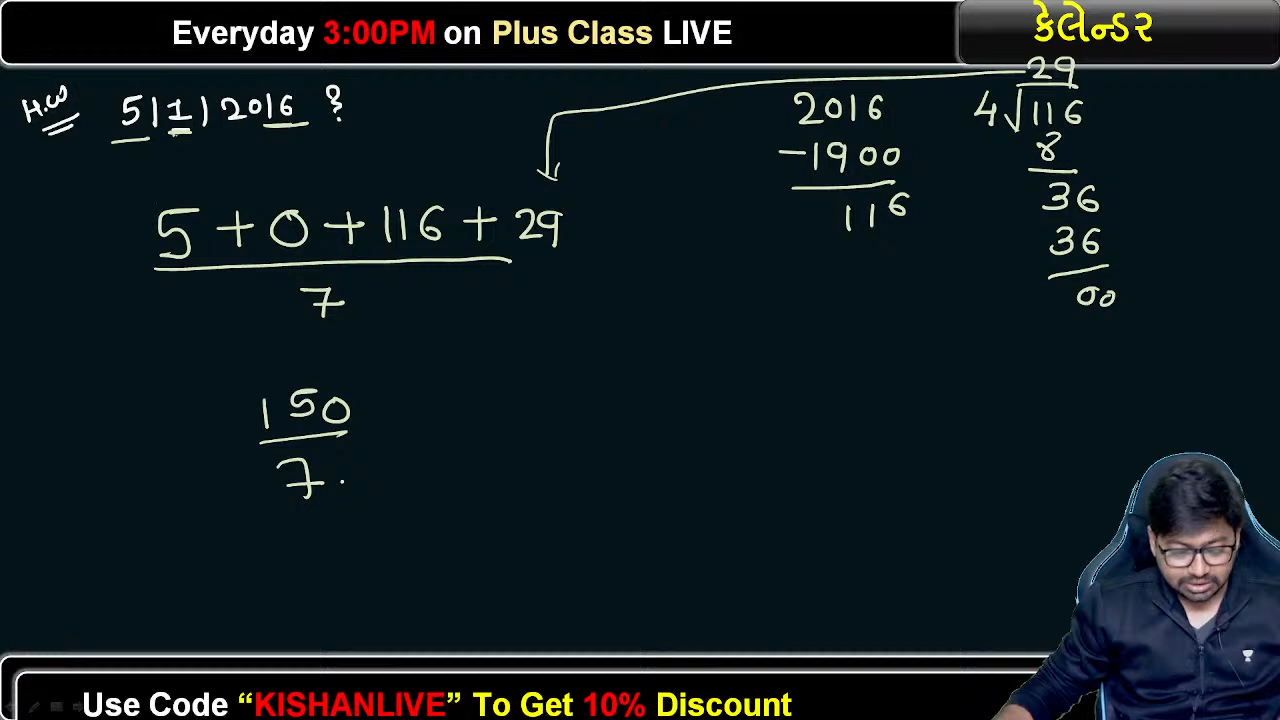 Everyday 3:00PM on Plus Class LIVE
કેલેન્ડર
H.W 5|1|2016 ?
5 + 0 + 116 + 29
7
150
7.
2016
-1900
116
29
4√116
8
36
36
00
Use Code “KISHANLIVE” To Get 10% Discount